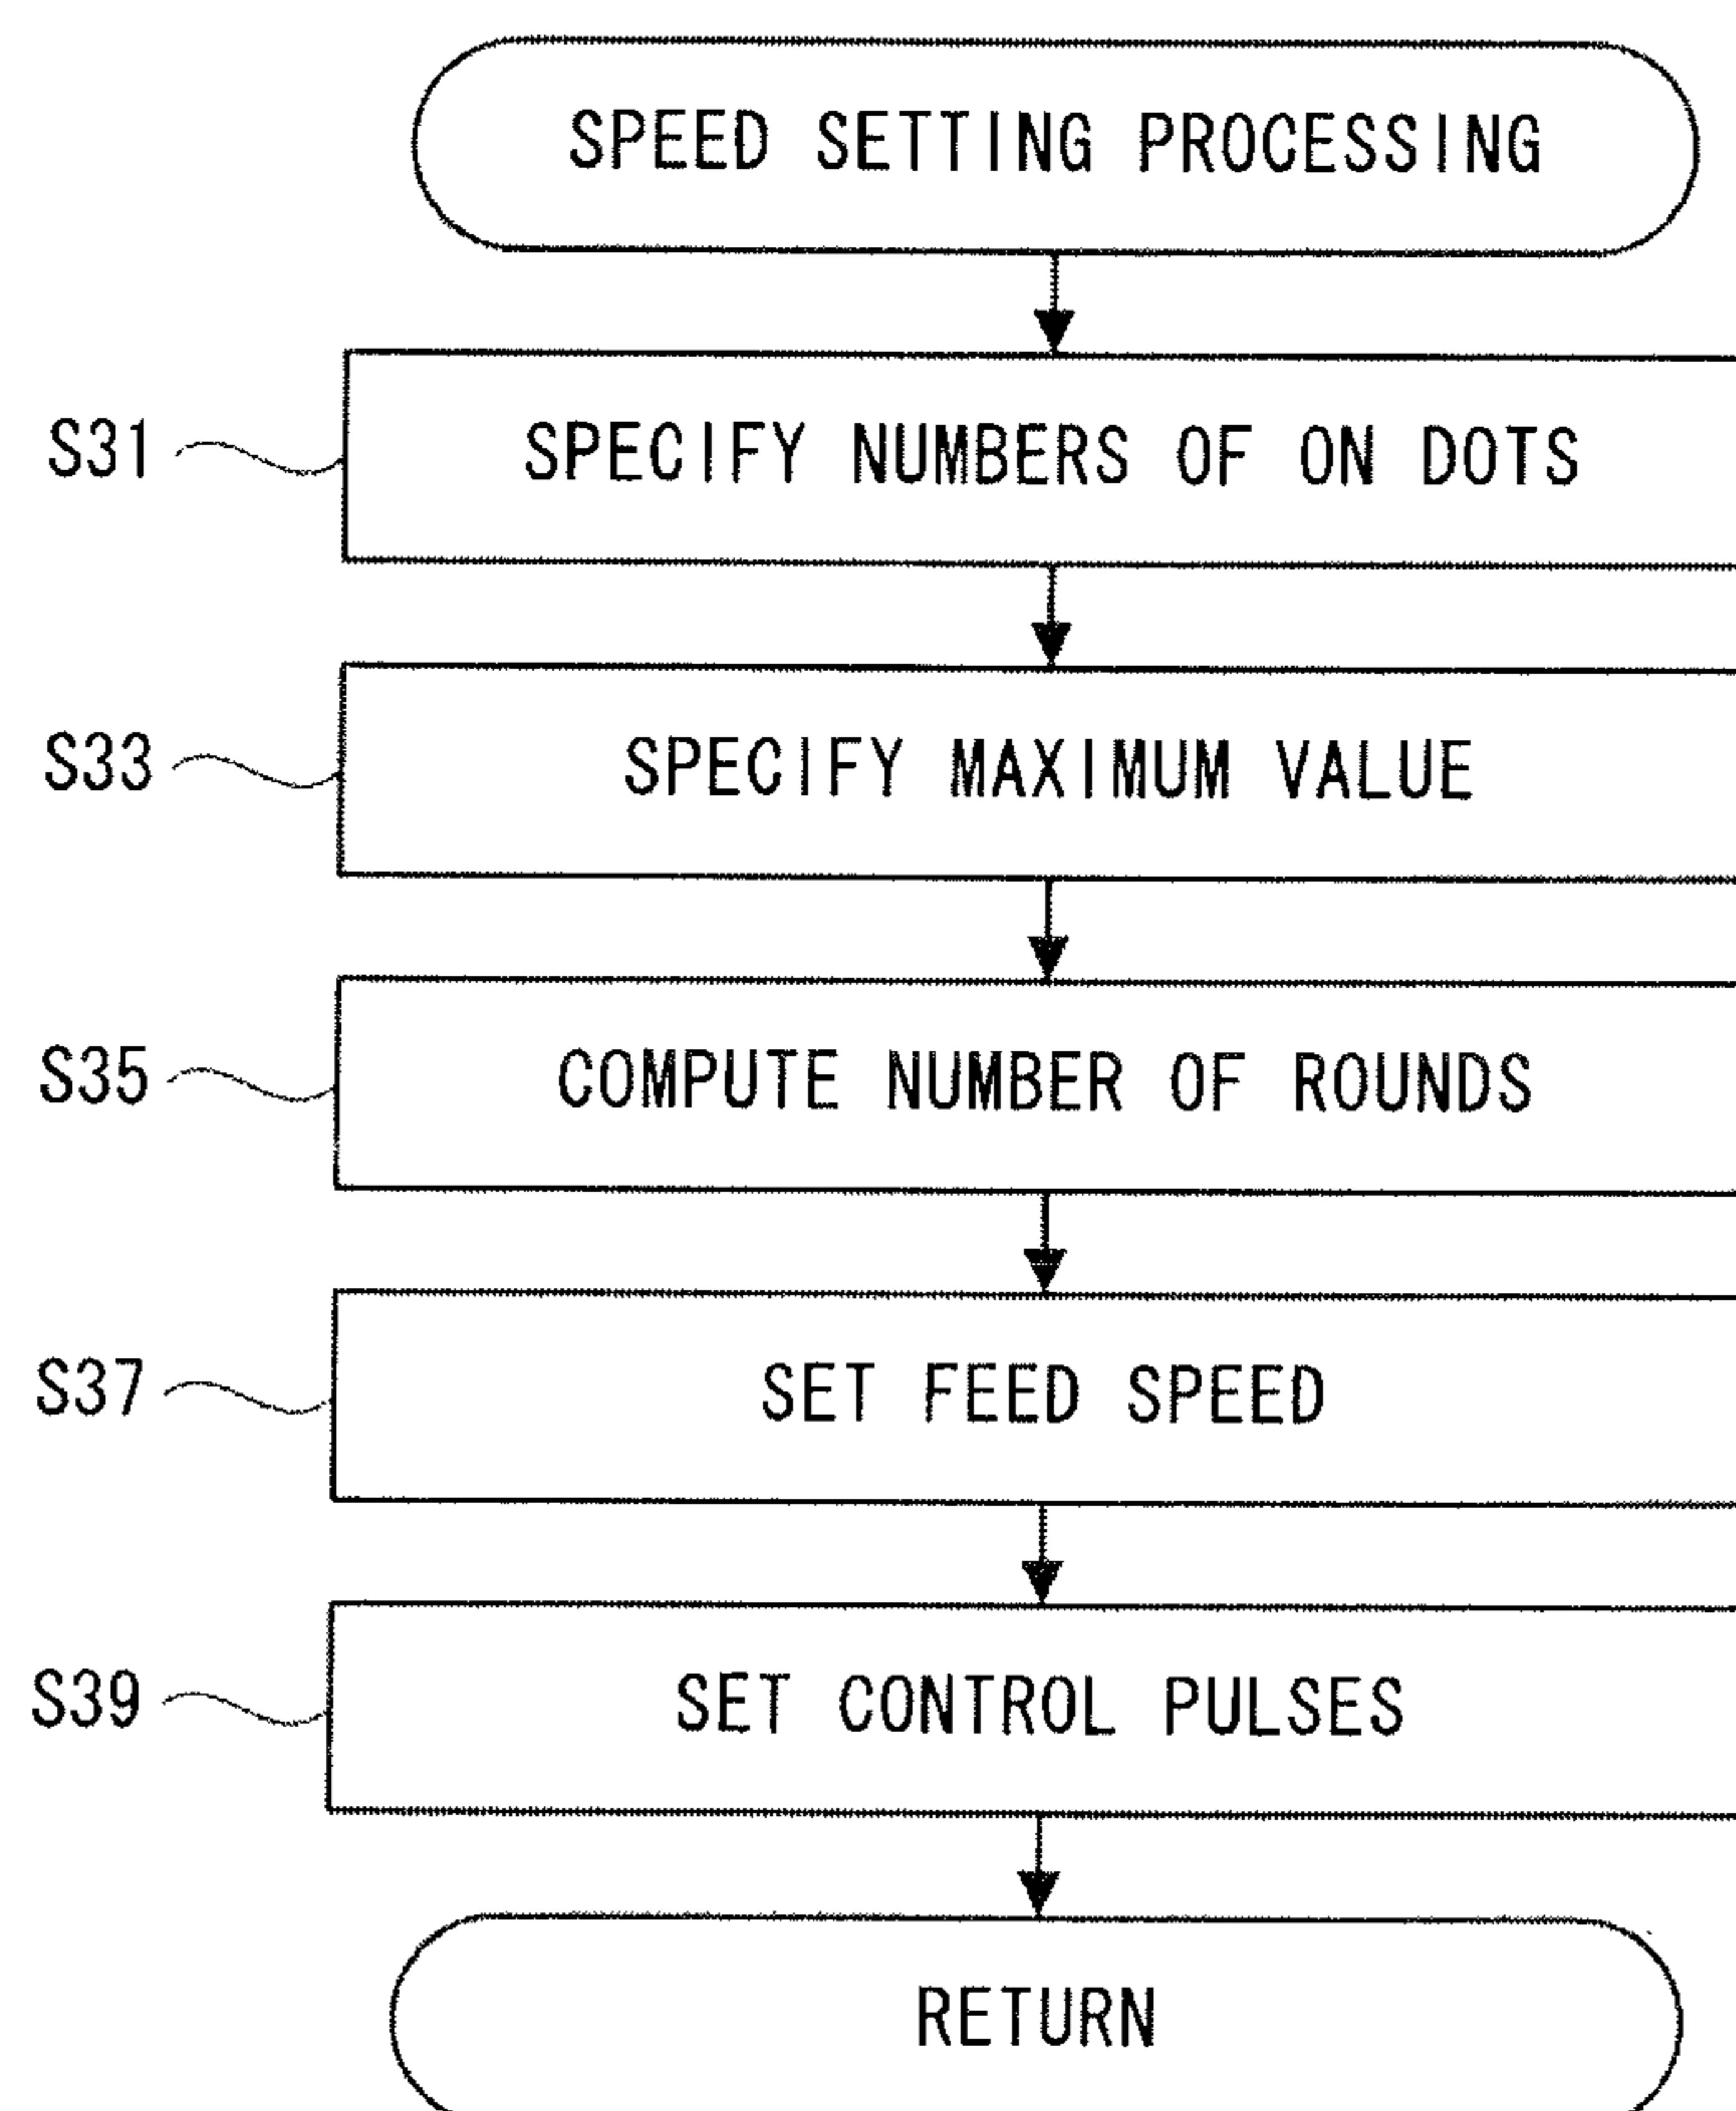 SPEED SETTING PROCESSING
S31 SPECIFY NUMBERS OF ON DOTS
S33 SPECIFY MAXIMUM VALUE
S35 COMPUTE NUMBER OF ROUNDS
S37 SET FEED SPEED
S39 SET CONTROL PULSES
RETURN